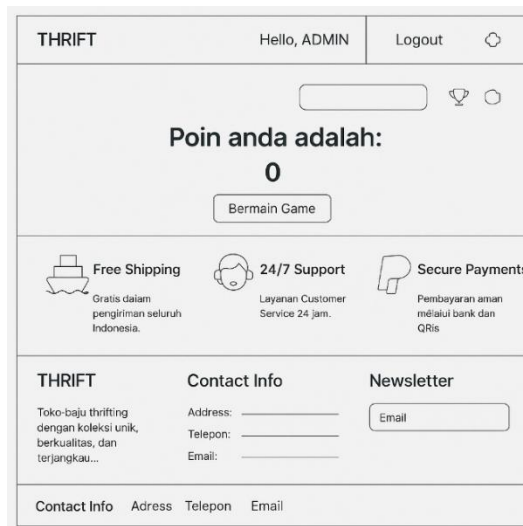 THRIFT
Hello, ADMIN
Logout
Poin anda adalah:
0
Bermain Game
Free Shipping
Gratis daiam
pengiriman seluruh
Indonesia.
24/7 Support
Layanan Customer
Service 24 jam.
Secure Payments
Pembayaran aman
mélaiui bank dan
QRis
THRIFT
Toko-baju thrifting
dengan koleksi unik,
berkualitas, dan
terjangkau...
Contact Info
Address:
Telepon:
Email:
Newsletter
Email
Contact Info Adress Telepon Email